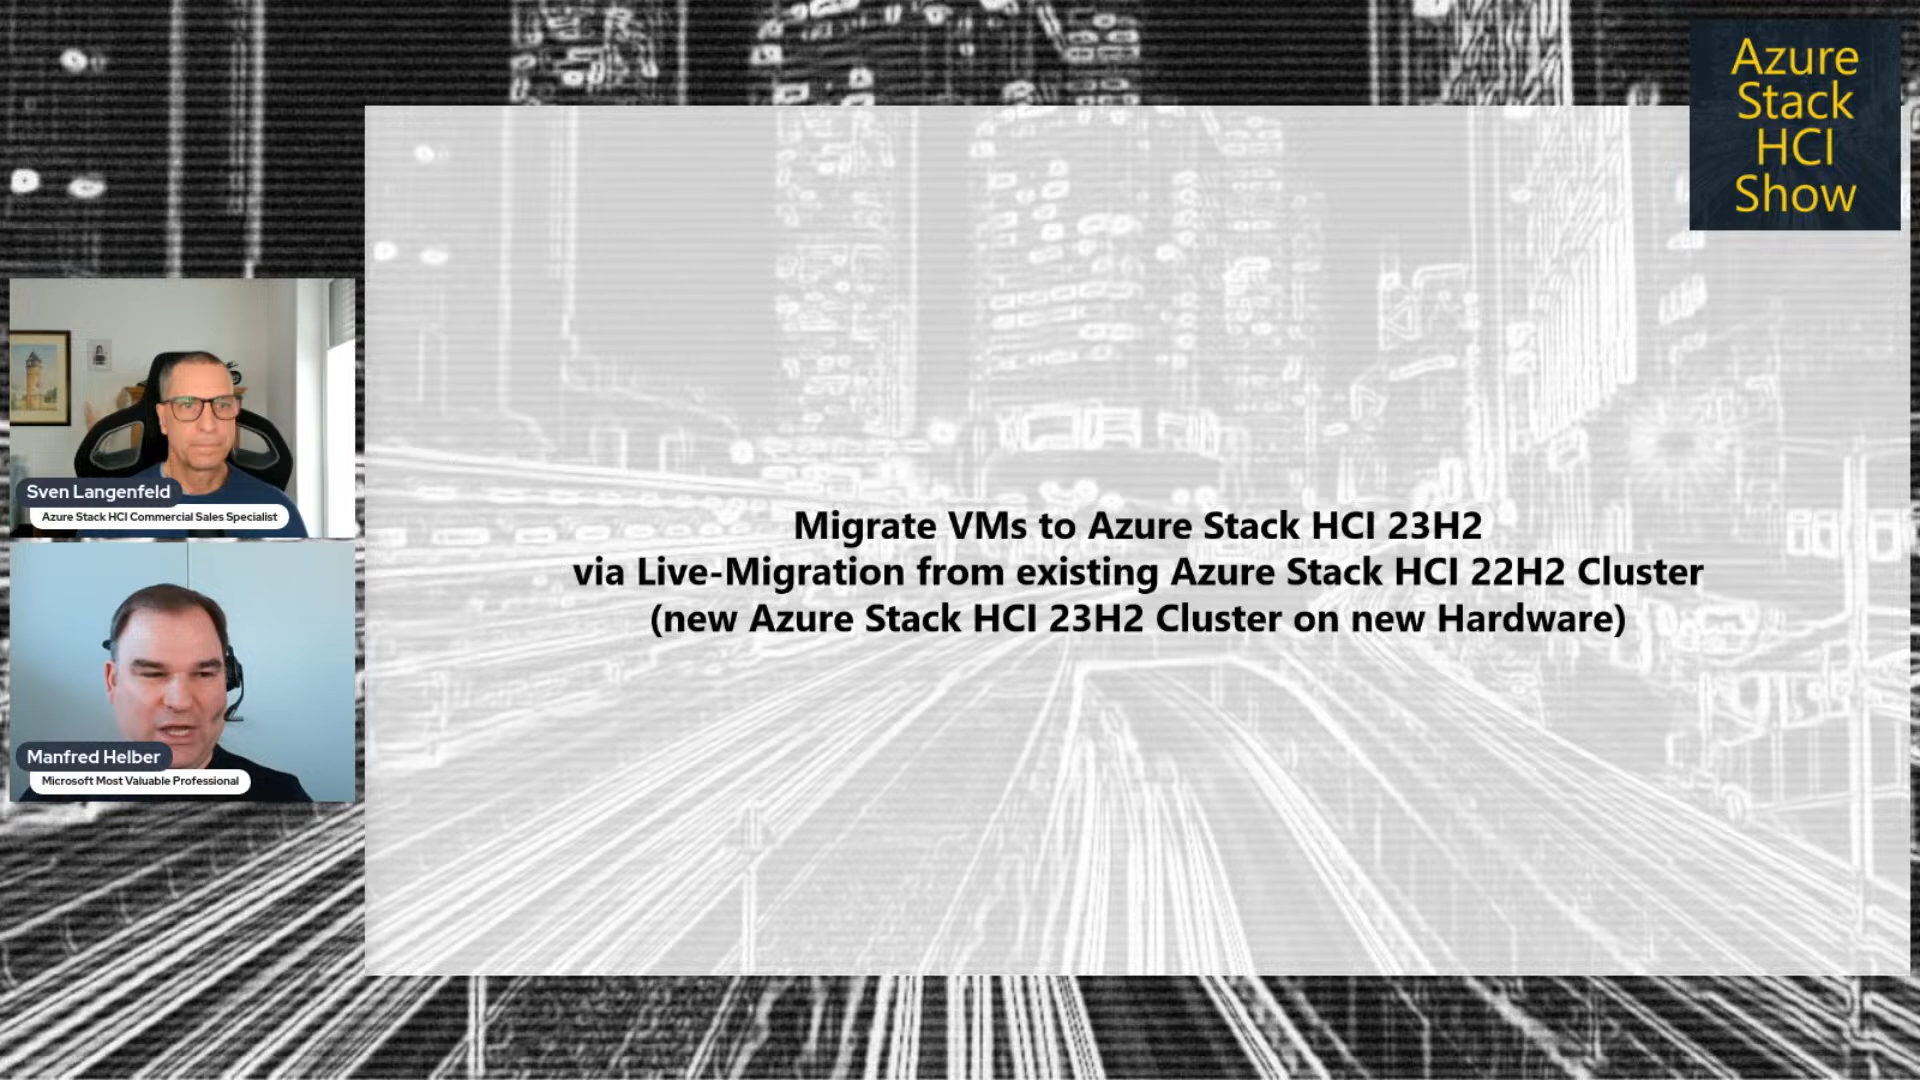 Azure
Stack
HCI
Show
Sven Langenfeld
Azure Stack HCI Commercial Sales Specialist
Manfred Helber
Microsoft Most Valuable Professional
Migrate VMs to Azure Stack HCI 23H2
via Live-Migration from existing Azure Stack HCI 22H2 Cluster
(new Azure Stack HCI 23H2 Cluster on new Hardware)